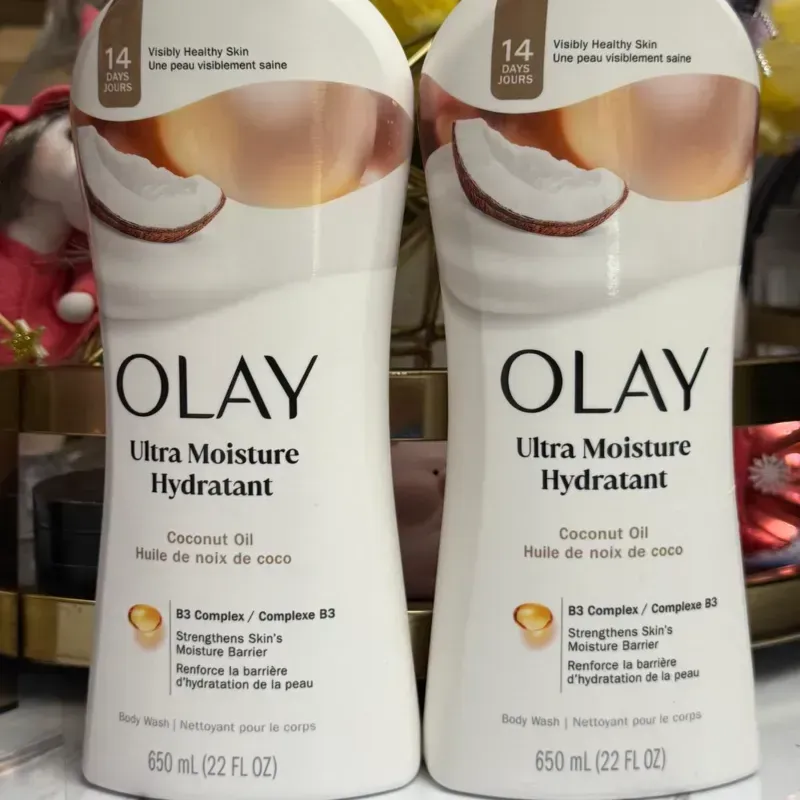 14
DAYS
JOURS
Visibly Healthy Skin
Une peau visiblement saine
OLAY
Ultra Moisture
Hydratant
Coconut Oil
Huile de noix de coco
B3 Complex / Complexe B3
Strengthens Skin's
Moisture Barrier
Renforce la barrière
d'hydratation de la peau
Body Wash | Nettoyant pour le corps
650 mL (22 FL OZ)
14
DAYS
JOURS
Visibly Healthy Skin
Une peau visiblement saine
OLAY
Ultra Moisture
Hydratant
Coconut Oil
Huile de noix de coco
B3 Complex / Complexe B3
Strengthens Skin's
Moisture Barrier
Renforce la barrière
d'hydratation de la peau
Body Wash | Nettoyant pour le corps
650 mL (22 FL OZ)